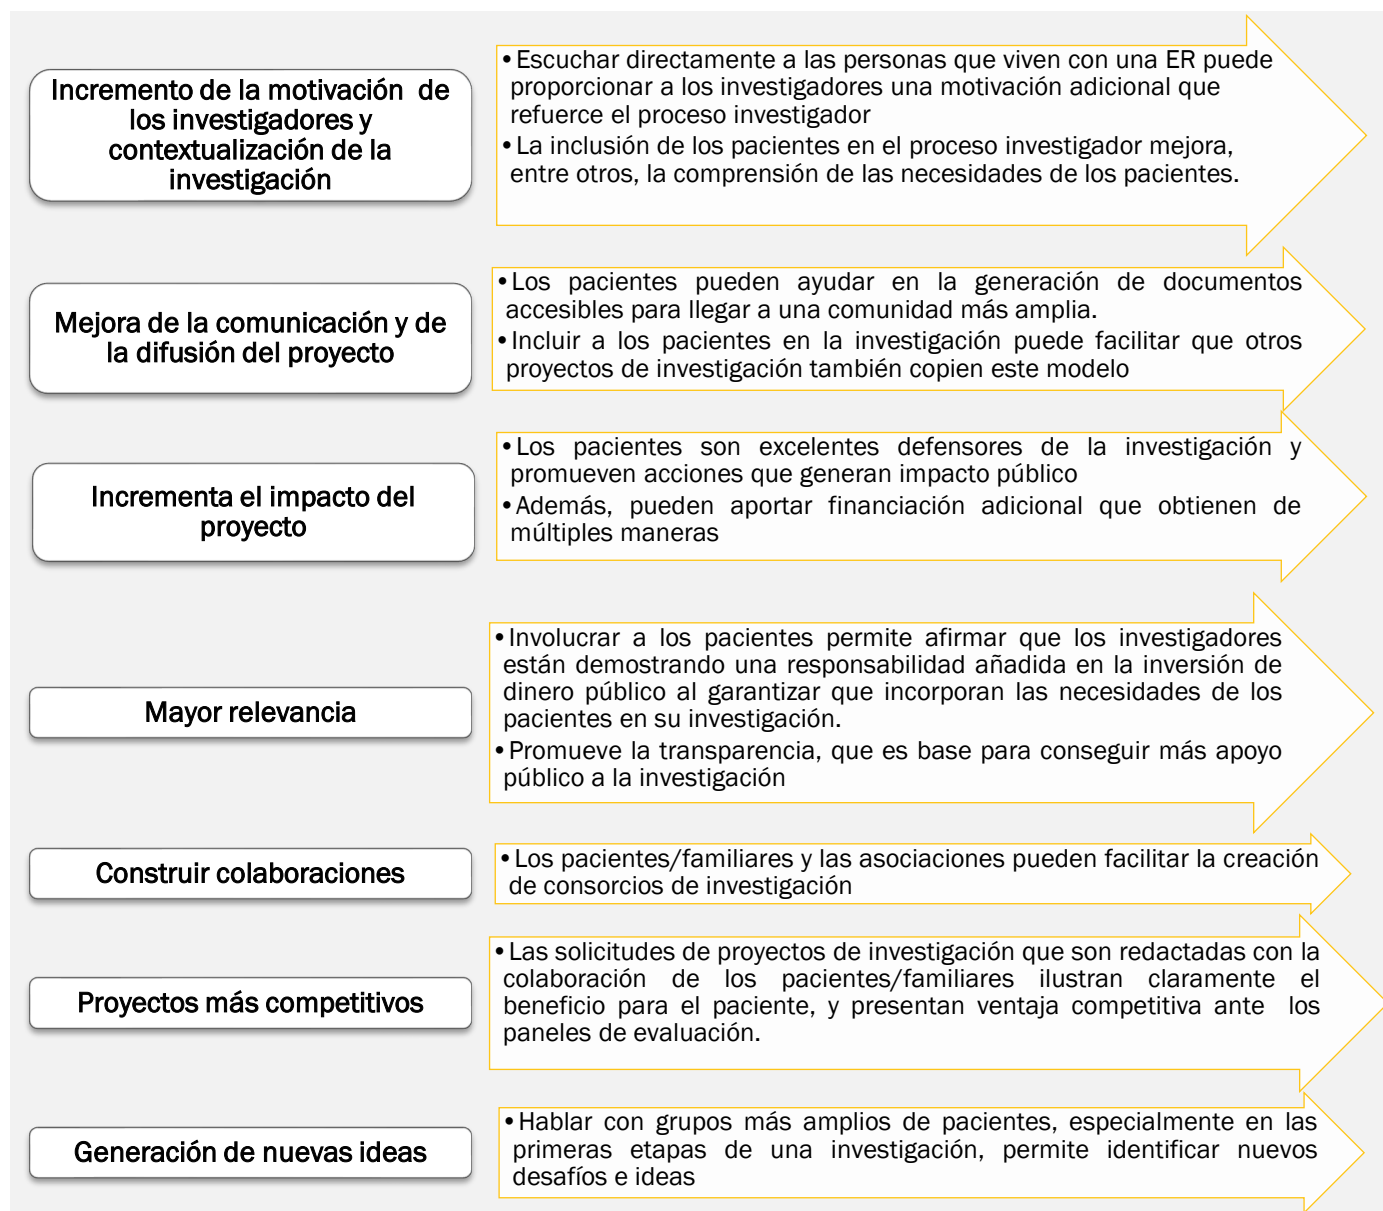 Incremento de la motivación de
los investigadores y
contextualización de la
investigación
•Escuchar directamente a las personas que viven con una ER puede
proporcionar a los investigadores una motivación adicional que
refuerce el proceso investigador
•La inclusión de los pacientes en el proceso investigador mejora,
entre otros, la comprensión de las necesidades de los pacientes.
Mejora de la comunicación y de
la difusión del proyecto
•Los pacientes pueden ayudar en la generación de documentos
accesibles para llegar a una comunidad más amplia.
•Incluir a los pacientes en la investigación puede facilitar que otros
proyectos de investigación también copien este modelo
Incrementa el impacto del
proyecto
•Los pacientes son excelentes defensores de la investigación y
promueven acciones que generan impacto público
•Además, pueden aportar financiación adicional que obtienen de
múltiples maneras
Mayor relevancia
•Involucrar a los pacientes permite afirmar que los investigadores
están demostrando una responsabilidad añadida en la inversión de
dinero público al garantizar que incorporan las necesidades de los
pacientes en su investigación.
•Promueve la transparencia, que es base para conseguir más apoyo
público a la investigación
Construir colaboraciones
•Los pacientes/familiares y las asociaciones pueden facilitar la creación
de consorcios de investigación
Proyectos más competitivos
•Las solicitudes de proyectos de investigación que son redactadas con la
colaboración de los pacientes/familiares ilustran claramente el
beneficio para el paciente, y presentan ventaja competitiva ante los
paneles de evaluación.
Generación de nuevas ideas
•Hablar con grupos más amplios de pacientes, especialmente en las
primeras etapas de una investigación, permite identificar nuevos
desafíos e ideas